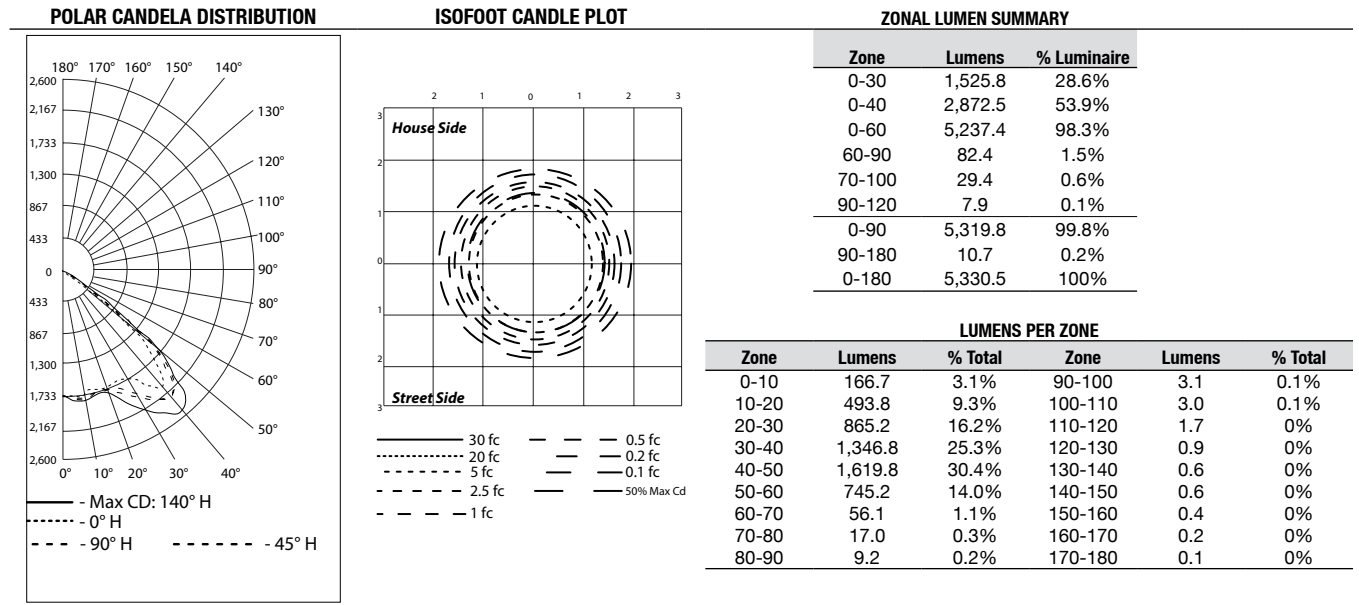 POLAR CANDELA DISTRIBUTION
180° 170° 160° 150° 140°
130°
120°
110°
100°
90°
80°
70°
60°
50°
2,600
2,167
1,733
1,300
867
433
0
433
867
1,300
1,733
2,167
2,600
0° 10° 20° 30° 40°
- Max CD: 140° H
- 0° H
- 90° H - 45° H
ISOFOOT CANDLE PLOT
2 1 0 1 2 3
3
2
1
0
1
2
3
House Side
Street Side
30 fc 0.5 fc
20 fc 0.2 fc
5 fc 0.1 fc
2.5 fc 50% Max Cd
1 fc
ZONAL LUMEN SUMMARY
Zone Lumens % Luminaire
0-30 1,525.8 28.6%
0-40 2,872.5 53.9%
0-60 5,237.4 98.3%
60-90 82.4 1.5%
70-100 29.4 0.6%
90-120 7.9 0.1%
0-90 5,319.8 99.8%
90-180 10.7 0.2%
0-180 5,330.5 100%
LUMENS PER ZONE
Zone Lumens % Total Zone Lumens % Total
0-10 166.7 3.1% 90-100 3.1 0.1%
10-20 493.8 9.3% 100-110 3.0 0.1%
20-30 865.2 16.2% 110-120 1.7 0%
30-40 1,346.8 25.3% 120-130 0.9 0%
40-50 1,619.8 30.4% 130-140 0.6 0%
50-60 745.2 14.0% 140-150 0.6 0%
60-70 56.1 1.1% 150-160 0.4 0%
70-80 17.0 0.3% 160-170 0.2 0%
80-90 9.2 0.2% 170-180 0.1 0%